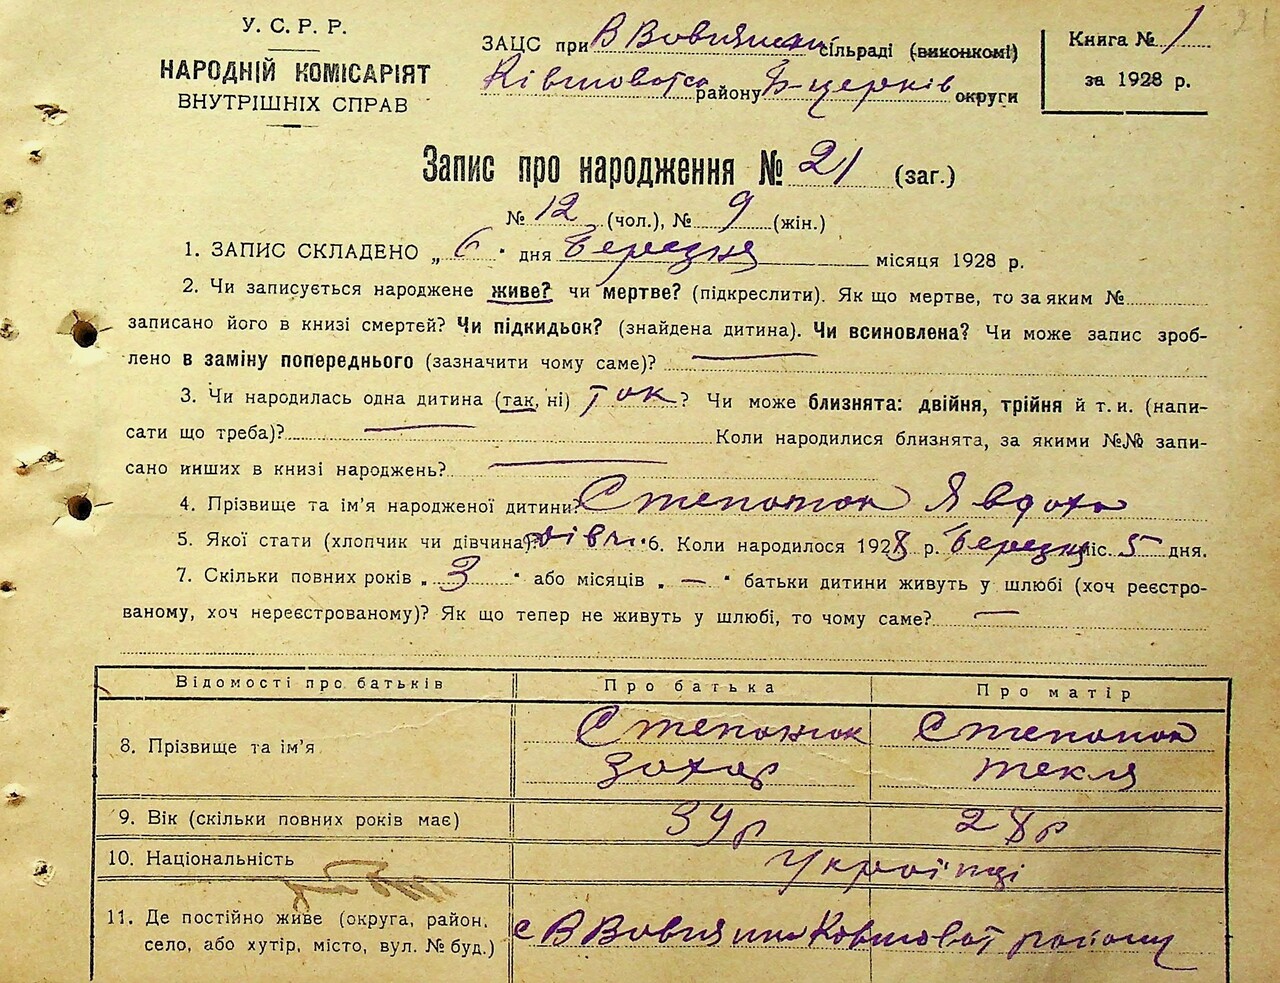 У. С. Р. Р.
НАРОДНІЙ КОМІСАРІЯТ
ВНУТРІШНІХ СПРАВ
ЗАЦС при В Вовнянській сільраді (виконкомі)
Ківшоватсь району Б-церків округи
Книга № 1
за 1928 р.
21
Запис про народження № 21 (заг.)
№ 12 (чол.), № 9 (жін.)
1. ЗАПИС СКЛАДЕНО „ 6 " дня Березня місяця 1928 р.
2. Чи записується народжене живе? чи мертве? (підкреслити). Як що мертве, то за яким №
записано його в книзі смертей? Чи підкидьок? (знайдена дитина). Чи всиновлена? Чи може запис зроб-
лено в заміну попереднього (зазначити чому саме)? —
3. Чи народилась одна дитина (так, ні) так ? Чи може близнята: двійня, трійня й т. и. (напи-
сати що треба)? — Коли народилися близнята, за якими №№ запи-
сано инших в книзі народжень? —
4. Прізвище та ім'я народженої дитини? Степанюк Явдоха
5. Якої стати (хлопчик чи дівчина)? дівч. 6. Коли народилося 1928 р. Березня міс. 5 дня.
7. Скільки повних років „ 3 " або місяців „ — " батьки дитини живуть у шлюбі (хоч реєстро-
ваному, хоч нереєстрованому)? Як що тепер не живуть у шлюбі, то чому саме? —
Відомості про батьків Про батька Про матір
8. Прізвище та ім'я Степанюк Степанюк
Захар Текля
9. Вік (скільки повних років має) 34 р 28 р
10. Національність Українці
11. Де постійно живе (округа, район,
село, або хутір, місто, вул. № буд.) с В Вовнянка Ковшоват району